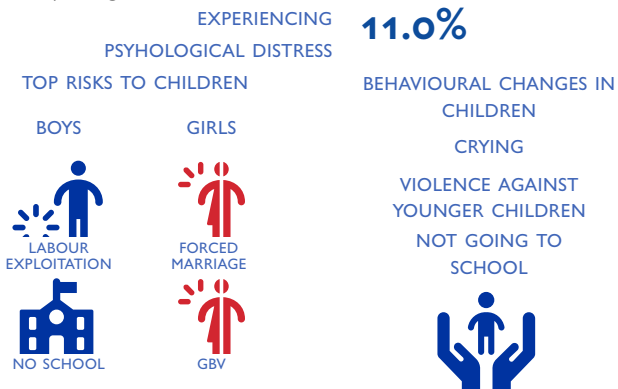 EXPERIENCING
PSYHOLOGICAL DISTRESS
11.0%
TOP RISKS TO CHILDREN
BOYS
GIRLS
LABOUR
EXPLOITATION
FORCED
MARRIAGE
NO SCHOOL
GBV
BEHAVIOURAL CHANGES IN
CHILDREN
CRYING
VIOLENCE AGAINST
YOUNGER CHILDREN
NOT GOING TO
SCHOOL